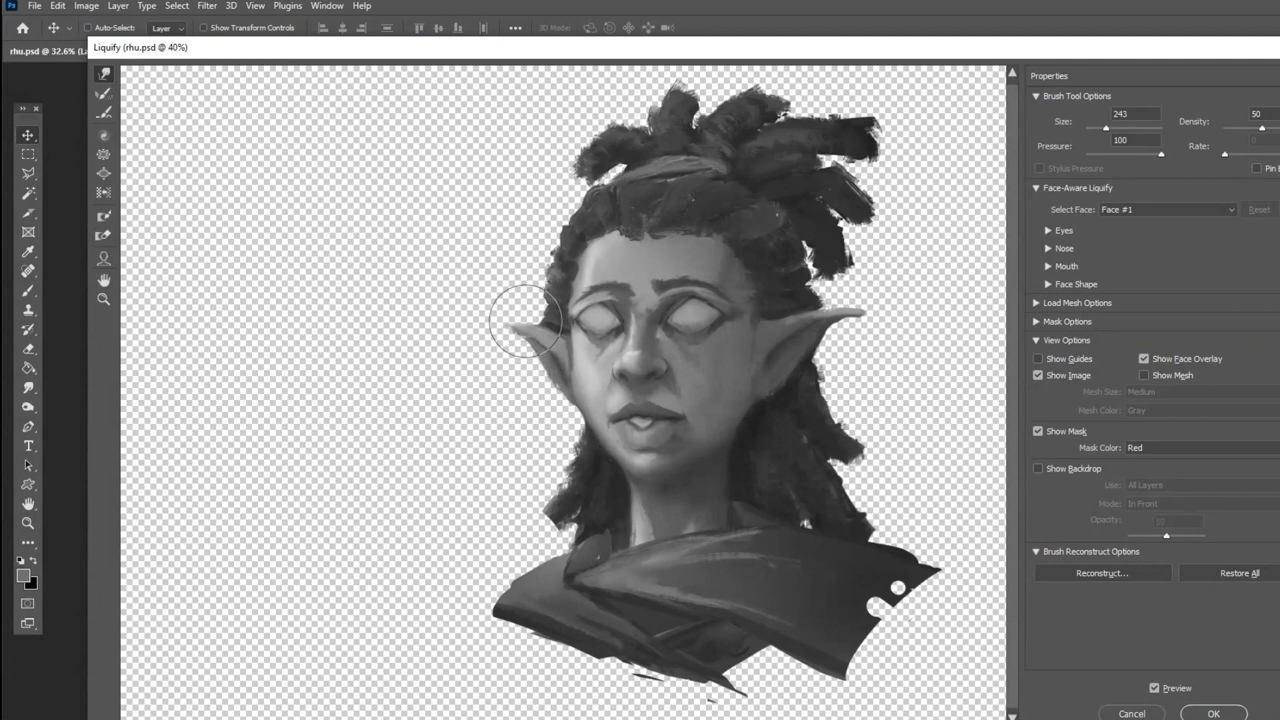 File Edit Image Layer Type Select Filter 3D View Plugins Window Help
Auto-Select: Layer Show Transform Controls 3D Mode:
rhu.psd @ 32.6%
Liquify (rhu.psd @ 40%)
Properties
Brush Tool Options
Size: 243 Density: 50
Pressure: 100 Rate: 0
Stylus Pressure Pin
Face-Aware Liquify
Select Face: Face #1 Reset
Eyes
Nose
Mouth
Face Shape
Load Mesh Options
Mask Options
View Options
Show Guides Show Face Overlay
Show Image Show Mesh
Mesh Size: Medium
Mesh Color: Gray
Show Mask
Mask Color: Red
Show Backdrop
Use: All Layers
Mode: In Front
Opacity:
Brush Reconstruct Options
Reconstruct... Restore All
Preview
Cancel OK